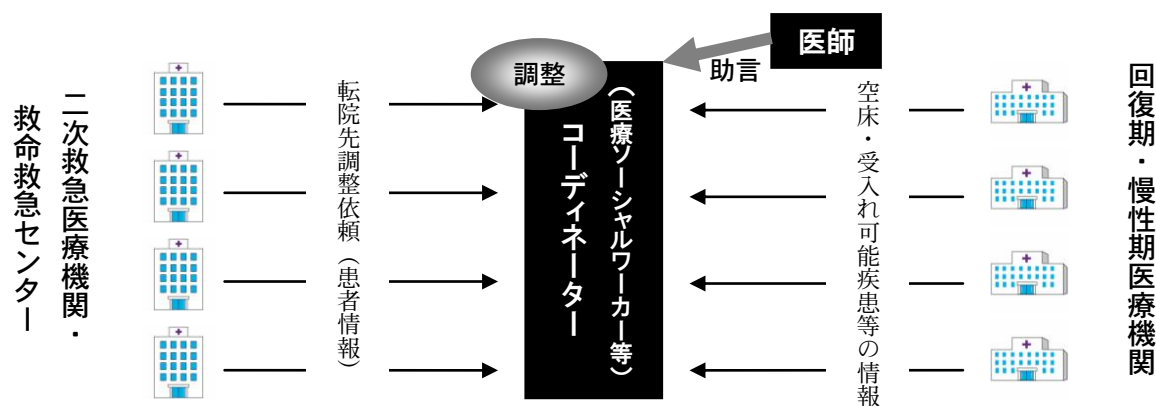 二次救急医療機関・
救命救急センター
転院先調整依頼（患者情報）
調整
コーディネーター
（医療ソーシャルワーカー等）
医師
助言
空床・受入れ可能疾患等の情報
回復期・慢性期医療機関